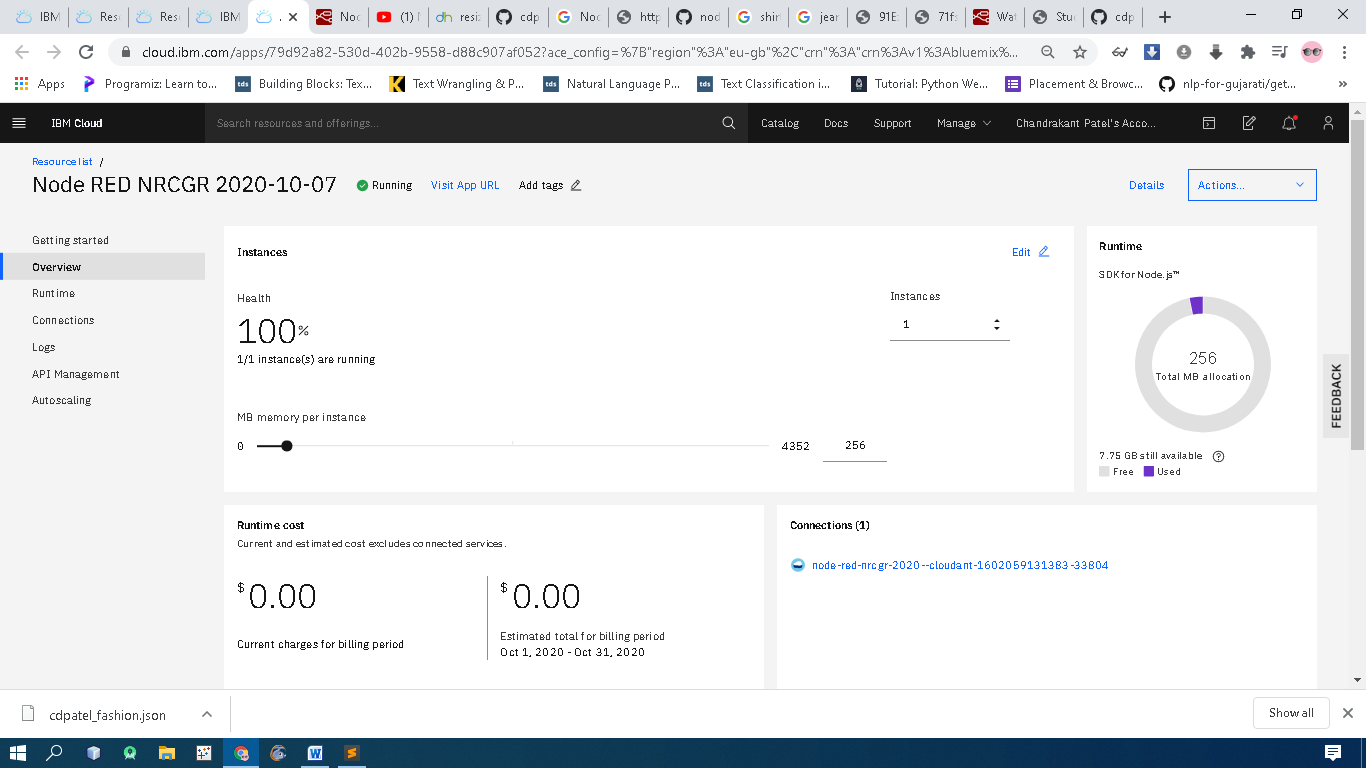 IBM Rese Rese IBM . Noc (1) N resiz cdp Noc http nod shir jear 91E 71fs Wat Stu cdp
cloud.ibm.com/apps/79d92a82-530d-402b-9558-d88c907af052?ace_config=%7B"region"%3A"eu-gb"%2C"crn"%3A"crn%3Av1%3Abluemix%...
Apps Programiz: Learn to... Building Blocks: Tex... Text Wrangling & P... Natural Language P... Text Classification i... Tutorial: Python We... Placement & Browc... nlp-for-gujarati/get...
IBM Cloud Search resources and offerings... Catalog Docs Support Manage Chandrakant Patel's Acco...
Resource list /
Node RED NRCGR 2020-10-07 Running Visit App URL Add tags Details Actions...
Getting started
Overview
Runtime
Connections
Logs
API Management
Autoscaling
Instances Edit
Health
100%
1/1 instance(s) are running
Instances
1
MB memory per instance
0 4352 256
Runtime
SDK for Node.js™
256
Total MB allocation
7.75 GB still available
Free Used
FEEDBACK
Runtime cost
Current and estimated cost excludes connected services.
$0.00
Current charges for billing period
$0.00
Estimated total for billing period
Oct 1, 2020 - Oct 31, 2020
Connections (1)
node-red-nrcgr-2020--cloudant-1602059131383-33804
cdpatel_fashion.json Show all